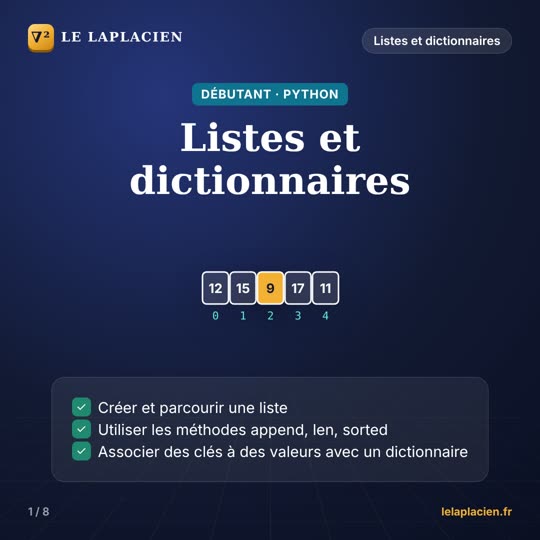 ∇² LE LAPLACIEN
Listes et dictionnaires
DÉBUTANT · PYTHON
Listes et
dictionnaires
12 15 9 17 11
0 1 2 3 4
Créer et parcourir une liste
Utiliser les méthodes append, len, sorted
Associer des clés à des valeurs avec un dictionnaire
1 / 8
lelaplacien.fr